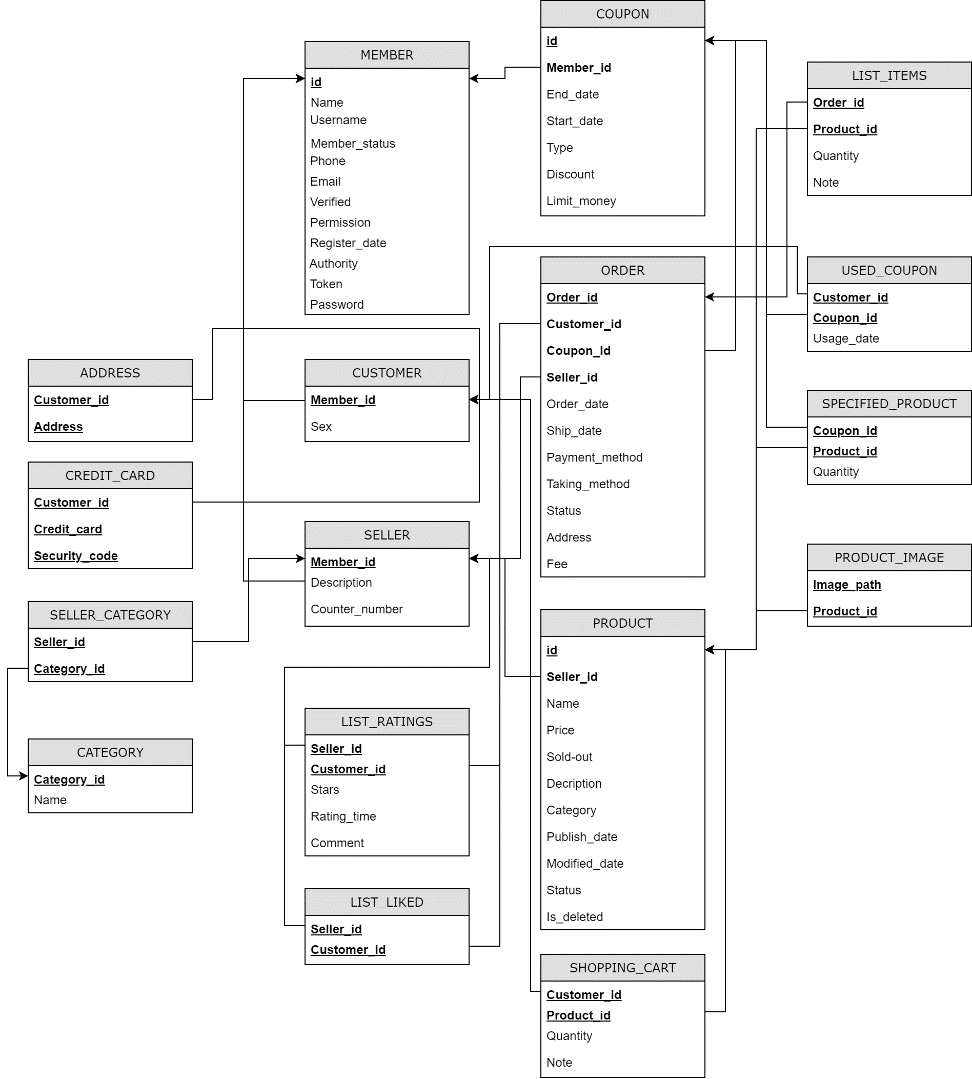 MEMBER
id
Name
Username
Member_status
Phone
Email
Verified
Permission
Register_date
Authority
Token
Password
COUPON
id
Member_id
End_date
Start_date
Type
Discount
Limit_money
LIST_ITEMS
Order_id
Product_id
Quantity
Note
ORDER
Order_id
Customer_id
Coupon_id
Seller_id
Order_date
Ship_date
Payment_method
Taking_method
Status
Address
Fee
USED_COUPON
Customer_id
Coupon_id
Usage_date
ADDRESS
Customer_id
Address
CUSTOMER
Member_id
Sex
SPECIFIED_PRODUCT
Coupon_id
Product_id
Quantity
CREDIT_CARD
Customer_id
Credit_card
Security_code
SELLER
Member_id
Description
Counter_number
PRODUCT_IMAGE
Image_path
Product_id
SELLER_CATEGORY
Seller_id
Category_id
PRODUCT
id
Seller_id
Name
Price
Sold-out
Decription
Category
Publish_date
Modified_date
Status
Is_deleted
CATEGORY
Category_id
Name
LIST_RATINGS
Seller_id
Customer_id
Stars
Rating_time
Comment
LIST_LIKED
Seller_id
Customer_id
SHOPPING_CART
Customer_id
Product_id
Quantity
Note